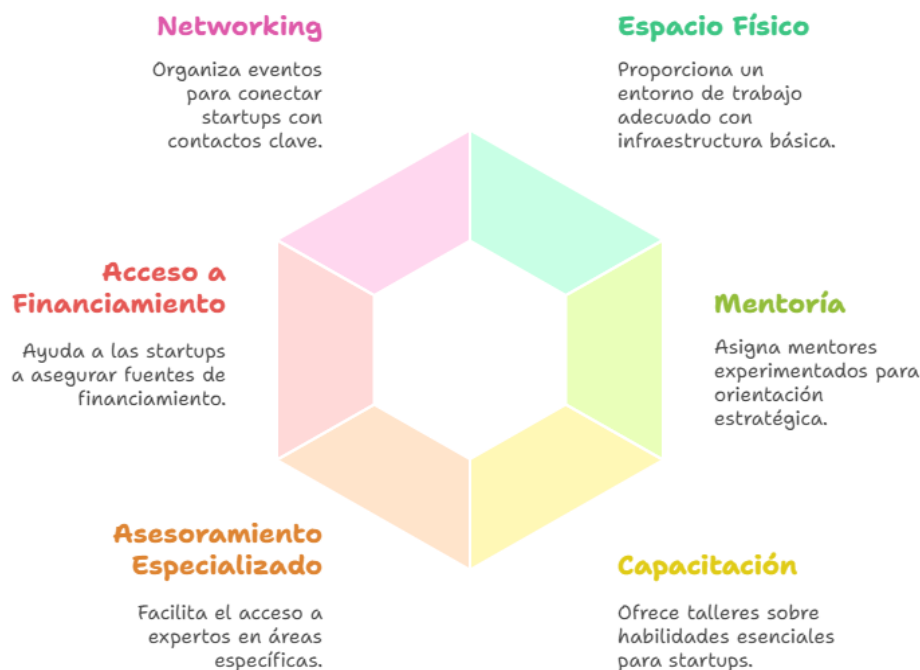 Networking
Organiza eventos
para conectar
startups con
contactos clave.
Espacio Físico
Proporciona un
entorno de trabajo
adecuado con
infraestructura básica.
Acceso a
Financiamiento
Ayuda a las startups
a asegurar fuentes de
financiamiento.
Mentoría
Asigna mentores
experimentados para
orientación
estratégica.
Asesoramiento
Especializado
Facilita el acceso a
expertos en áreas
específicas.
Capacitación
Ofrece talleres sobre
habilidades esenciales
para startups.